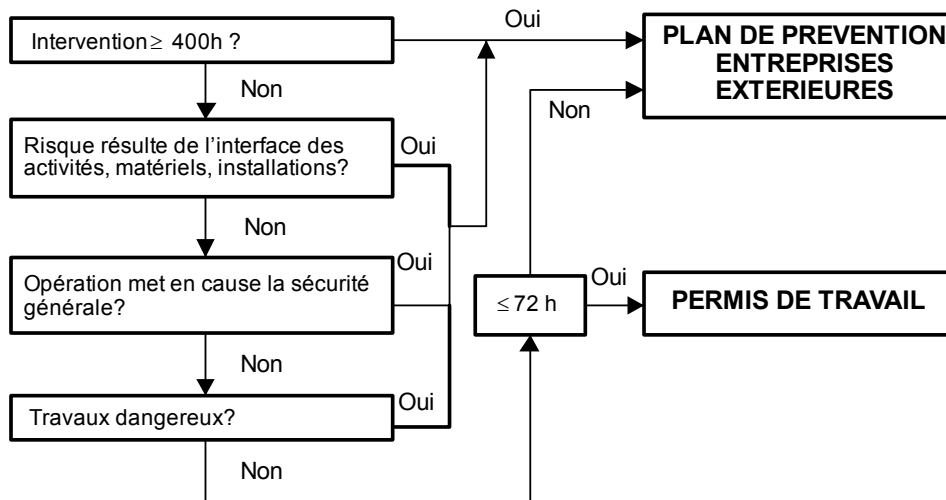 Intervention ≥ 400h ?
Oui
PLAN DE PREVENTION
ENTREPRISES
EXTERIEURES
Non
Non
Risque résulte de l'interface des
activités, matériels, installations?
Oui
Non
Opération met en cause la sécurité
générale?
Oui
≤ 72 h
Oui
PERMIS DE TRAVAIL
Non
Travaux dangereux?
Oui
Non